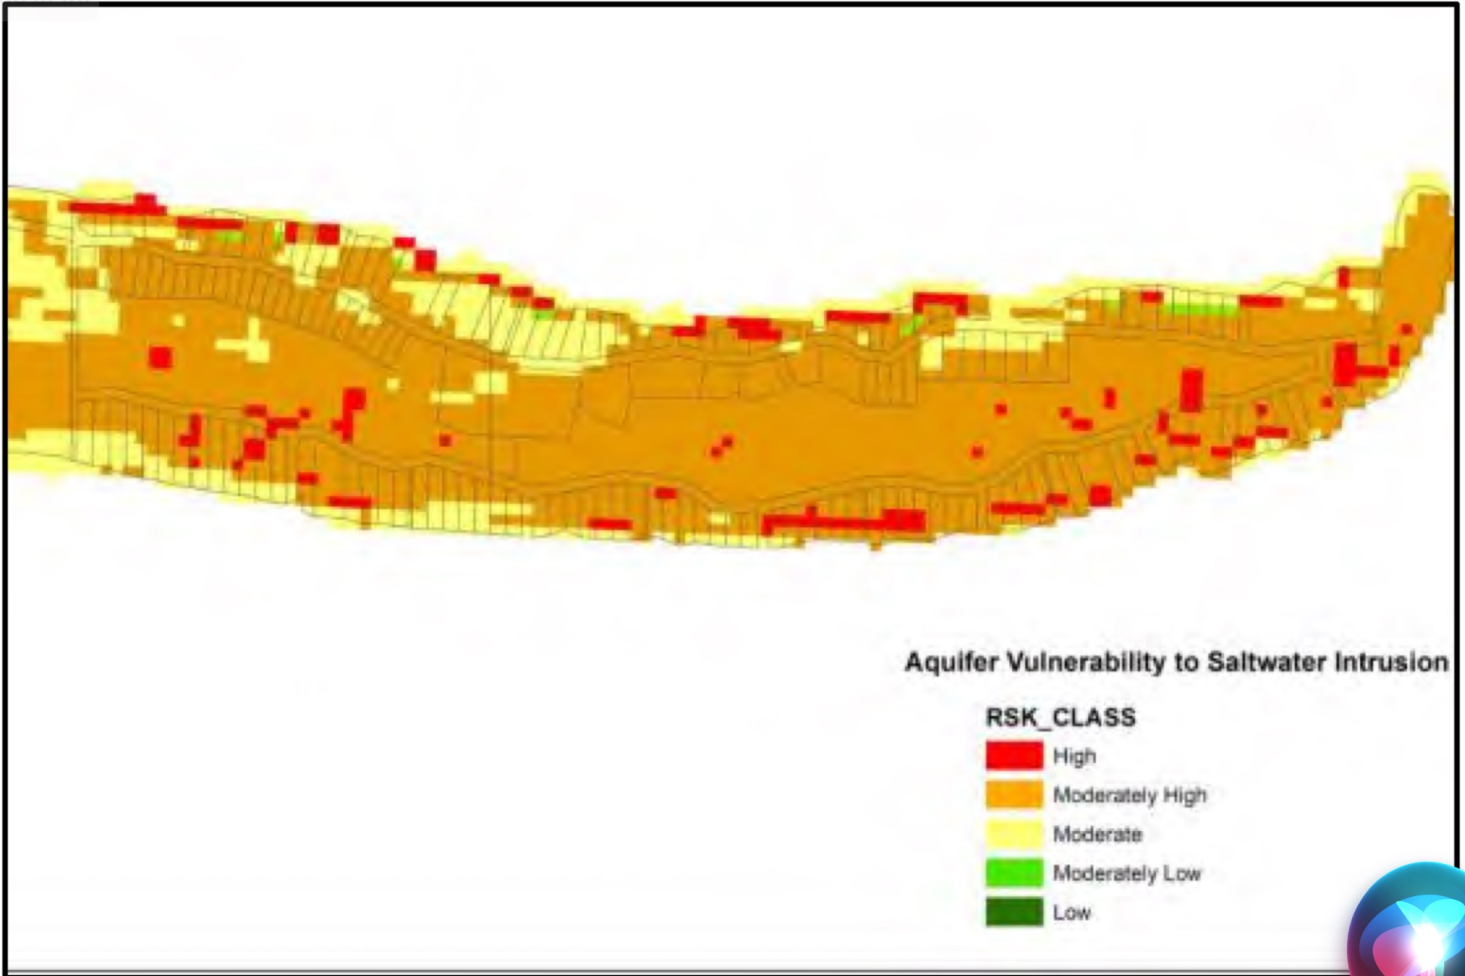 Aquifer Vulnerability to Saltwater Intrusion
RSK_CLASS
High
Moderately High
Moderate
Moderately Low
Low